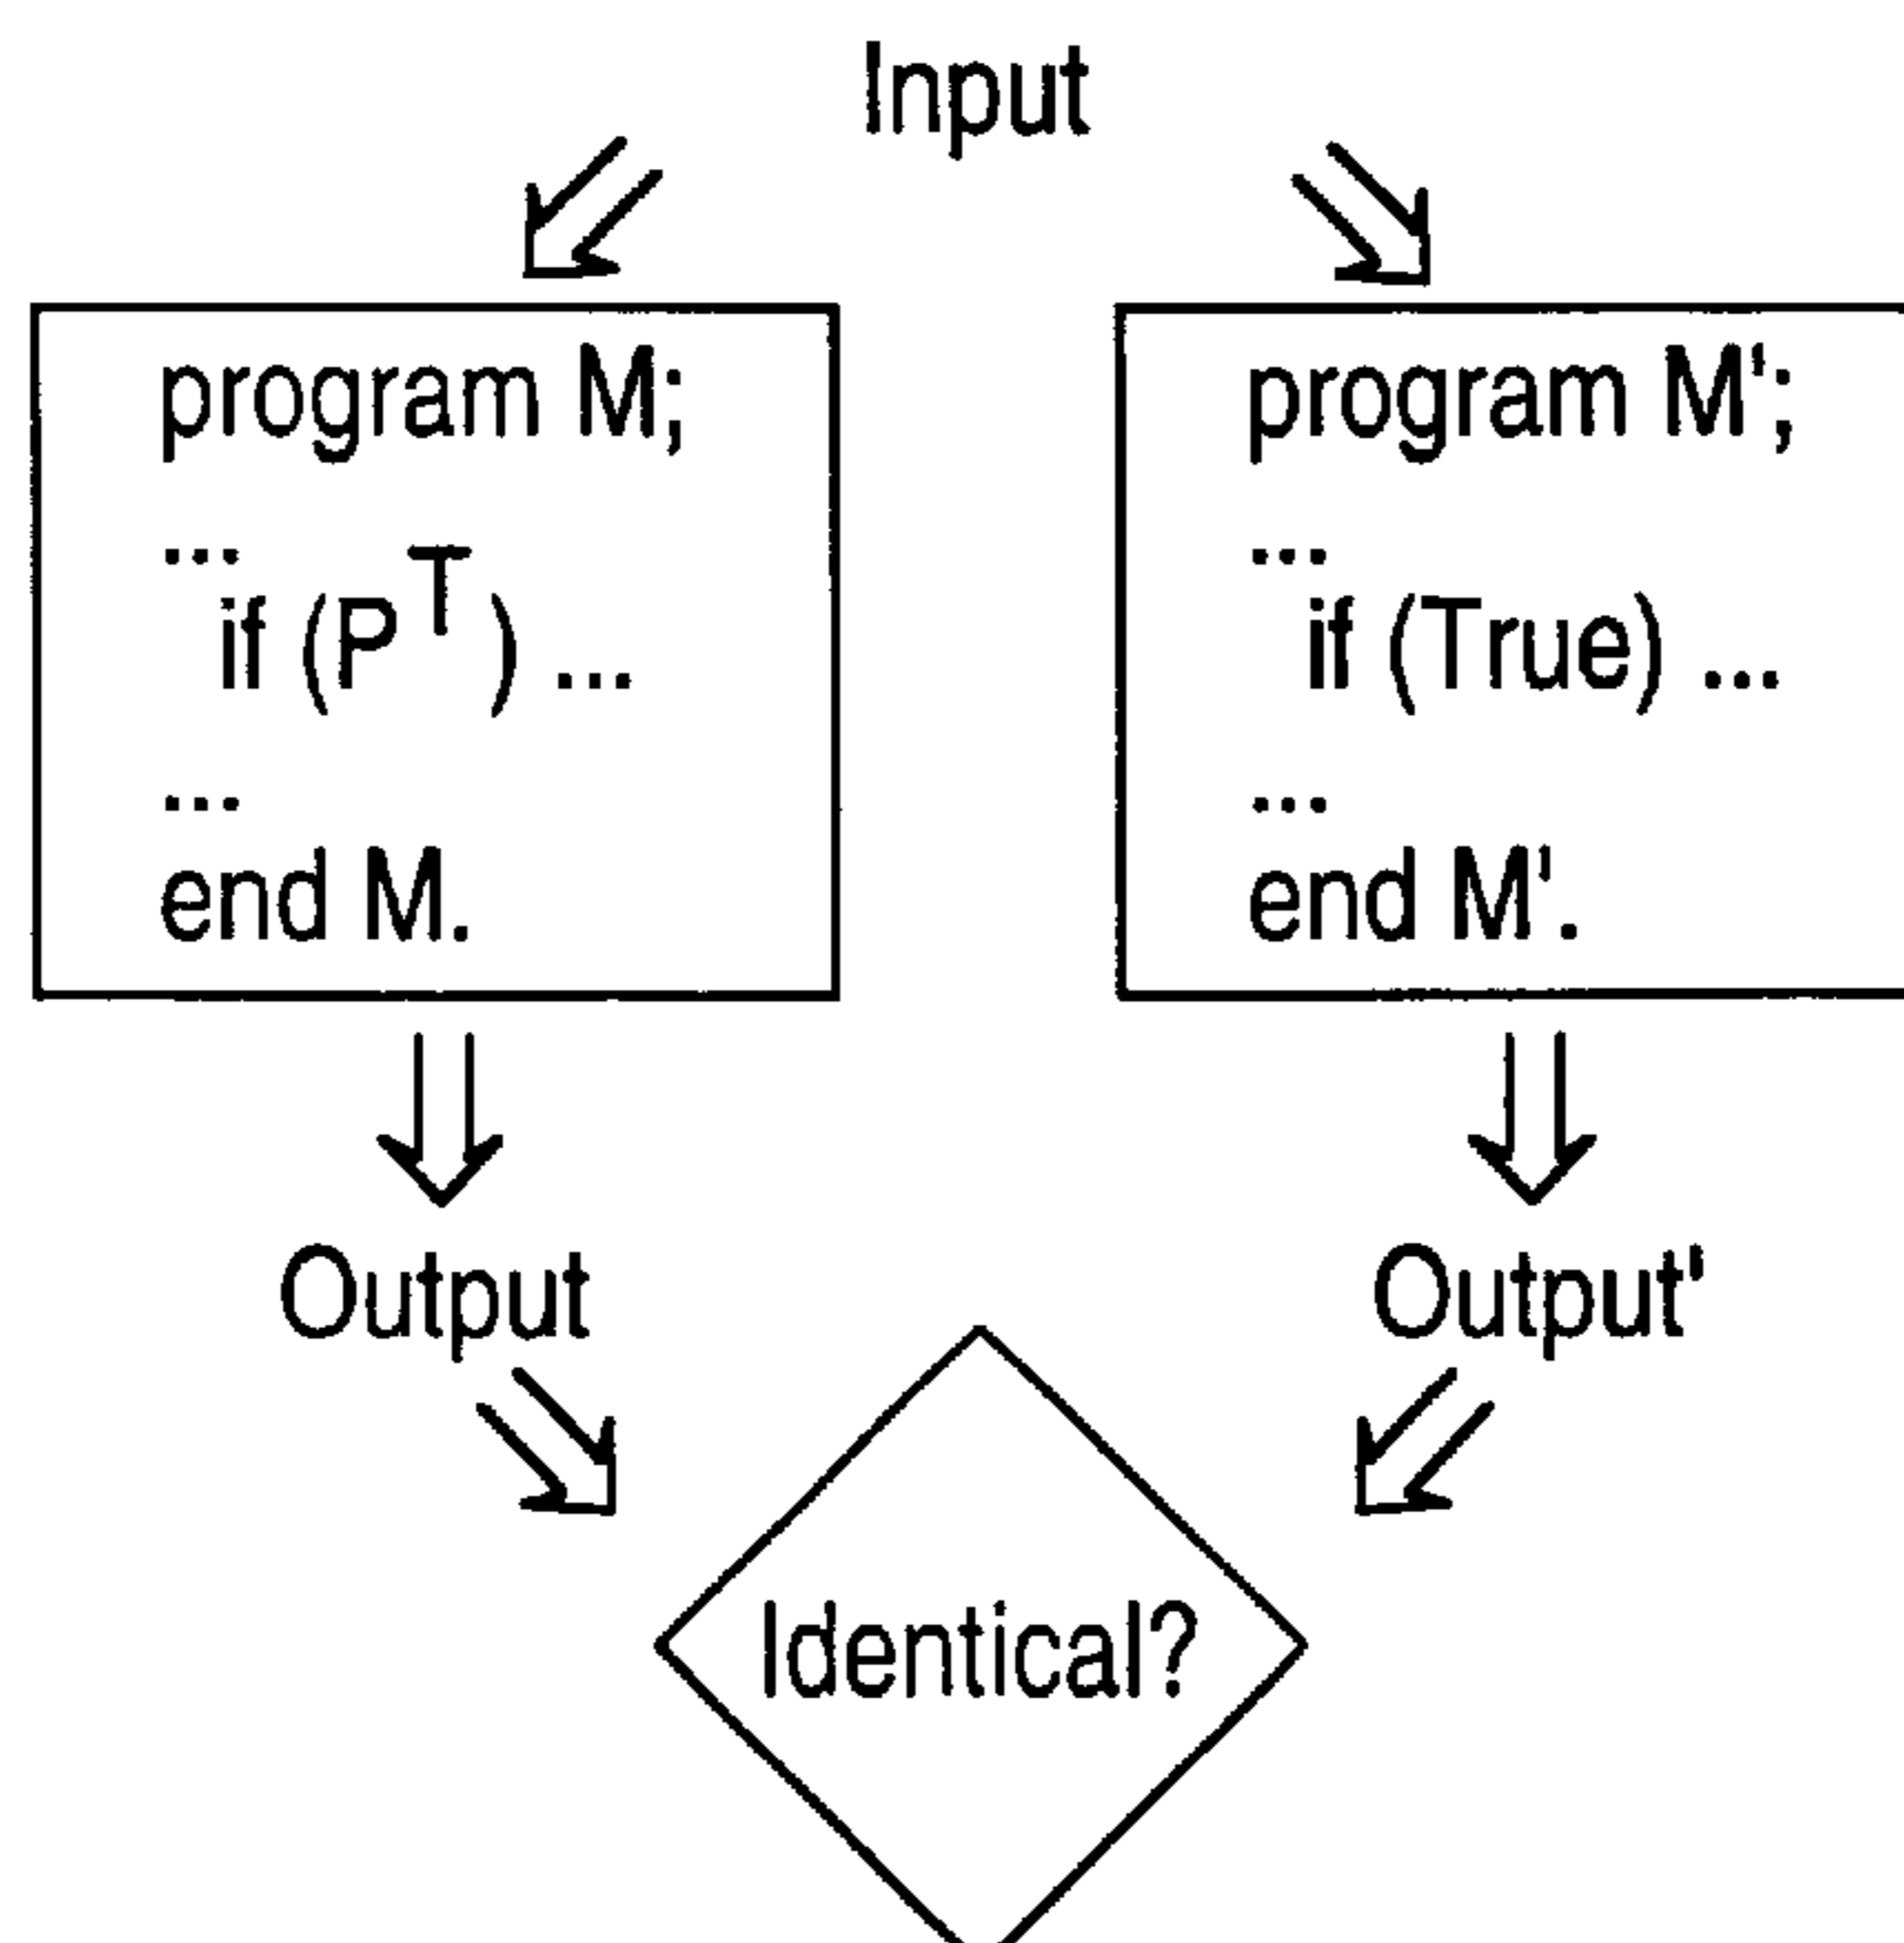 Input
program M;
...
if (P^T) ...
...
end M.
program M';
...
if (True) ...
...
end M'.
Output
Output'
Identical?